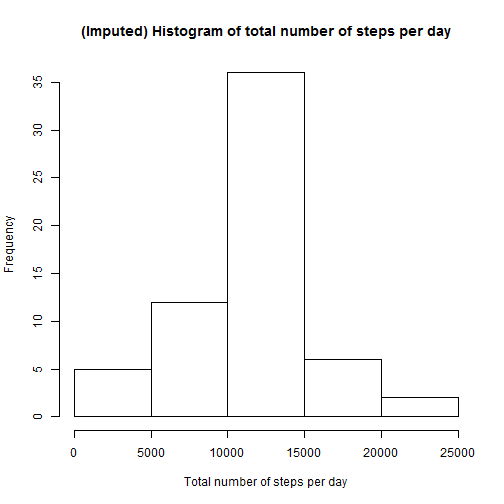 (Imputed) Histogram of total number of steps per day
Frequency
35
30
25
20
15
10
5
0
0 5000 10000 15000 20000 25000
Total number of steps per day